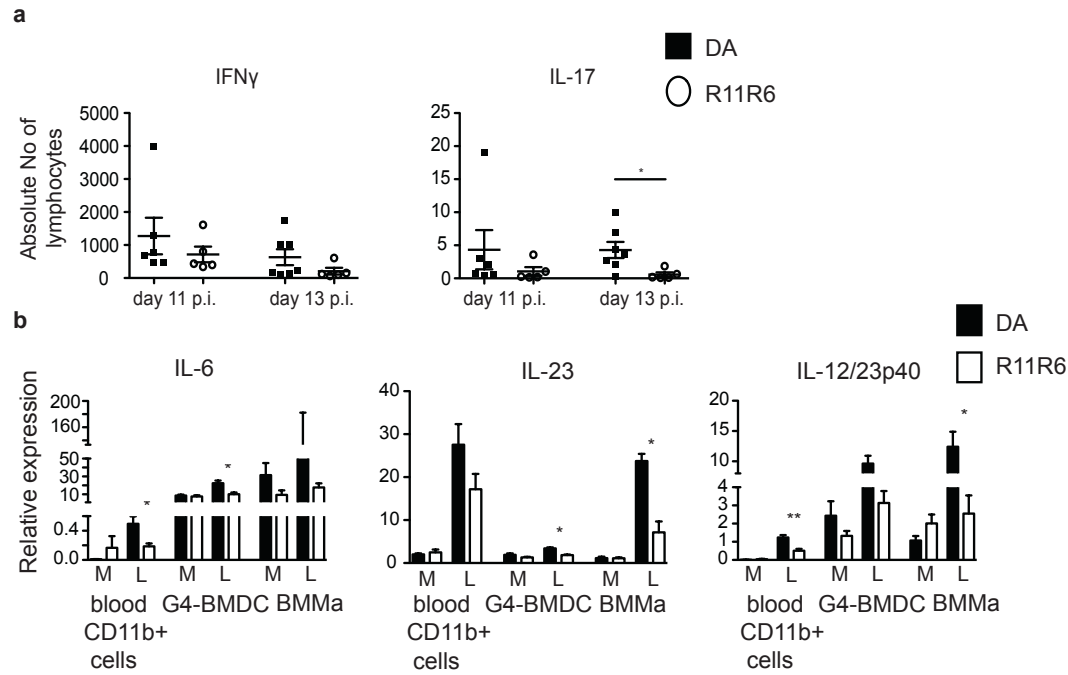 a
DA
R11R6
IFNγ
IL-17
Absolute No of
lymphocytes
5000
4000
3000
2000
1000
0
day 11 p.i.
day 13 p.i.
25
20
15
10
5
0
*
day 11 p.i.
day 13 p.i.
b
DA
R11R6
IL-6
IL-23
IL-12/23p40
Relative expression
200
160
50
30
10
0.4
0.0
*
*
M L M L M L
blood
CD11b+
cells
G4-BMDC
BMMa
40
30
20
10
0
*
*
M L M L M L
blood
CD11b+
cells
G4-BMDC
BMMa
20
15
10
4
3
2
1
0
**
*
M L M L M L
blood
CD11b+
cells
G4-BMDC
BMMa